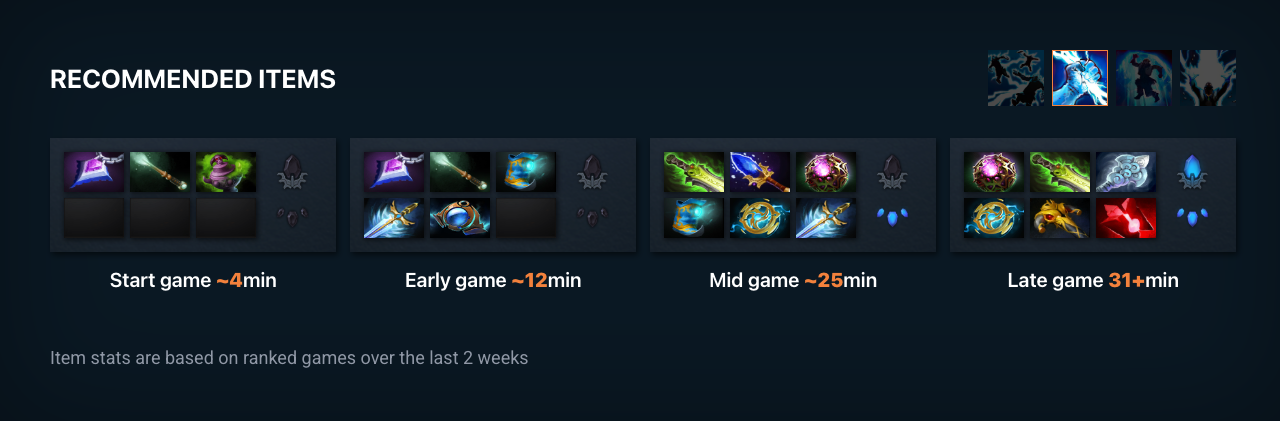 RECOMMENDED ITEMS
Start game ~4min
Early game ~12min
Mid game ~25min
Late game 31+min
Item stats are based on ranked games over the last 2 weeks